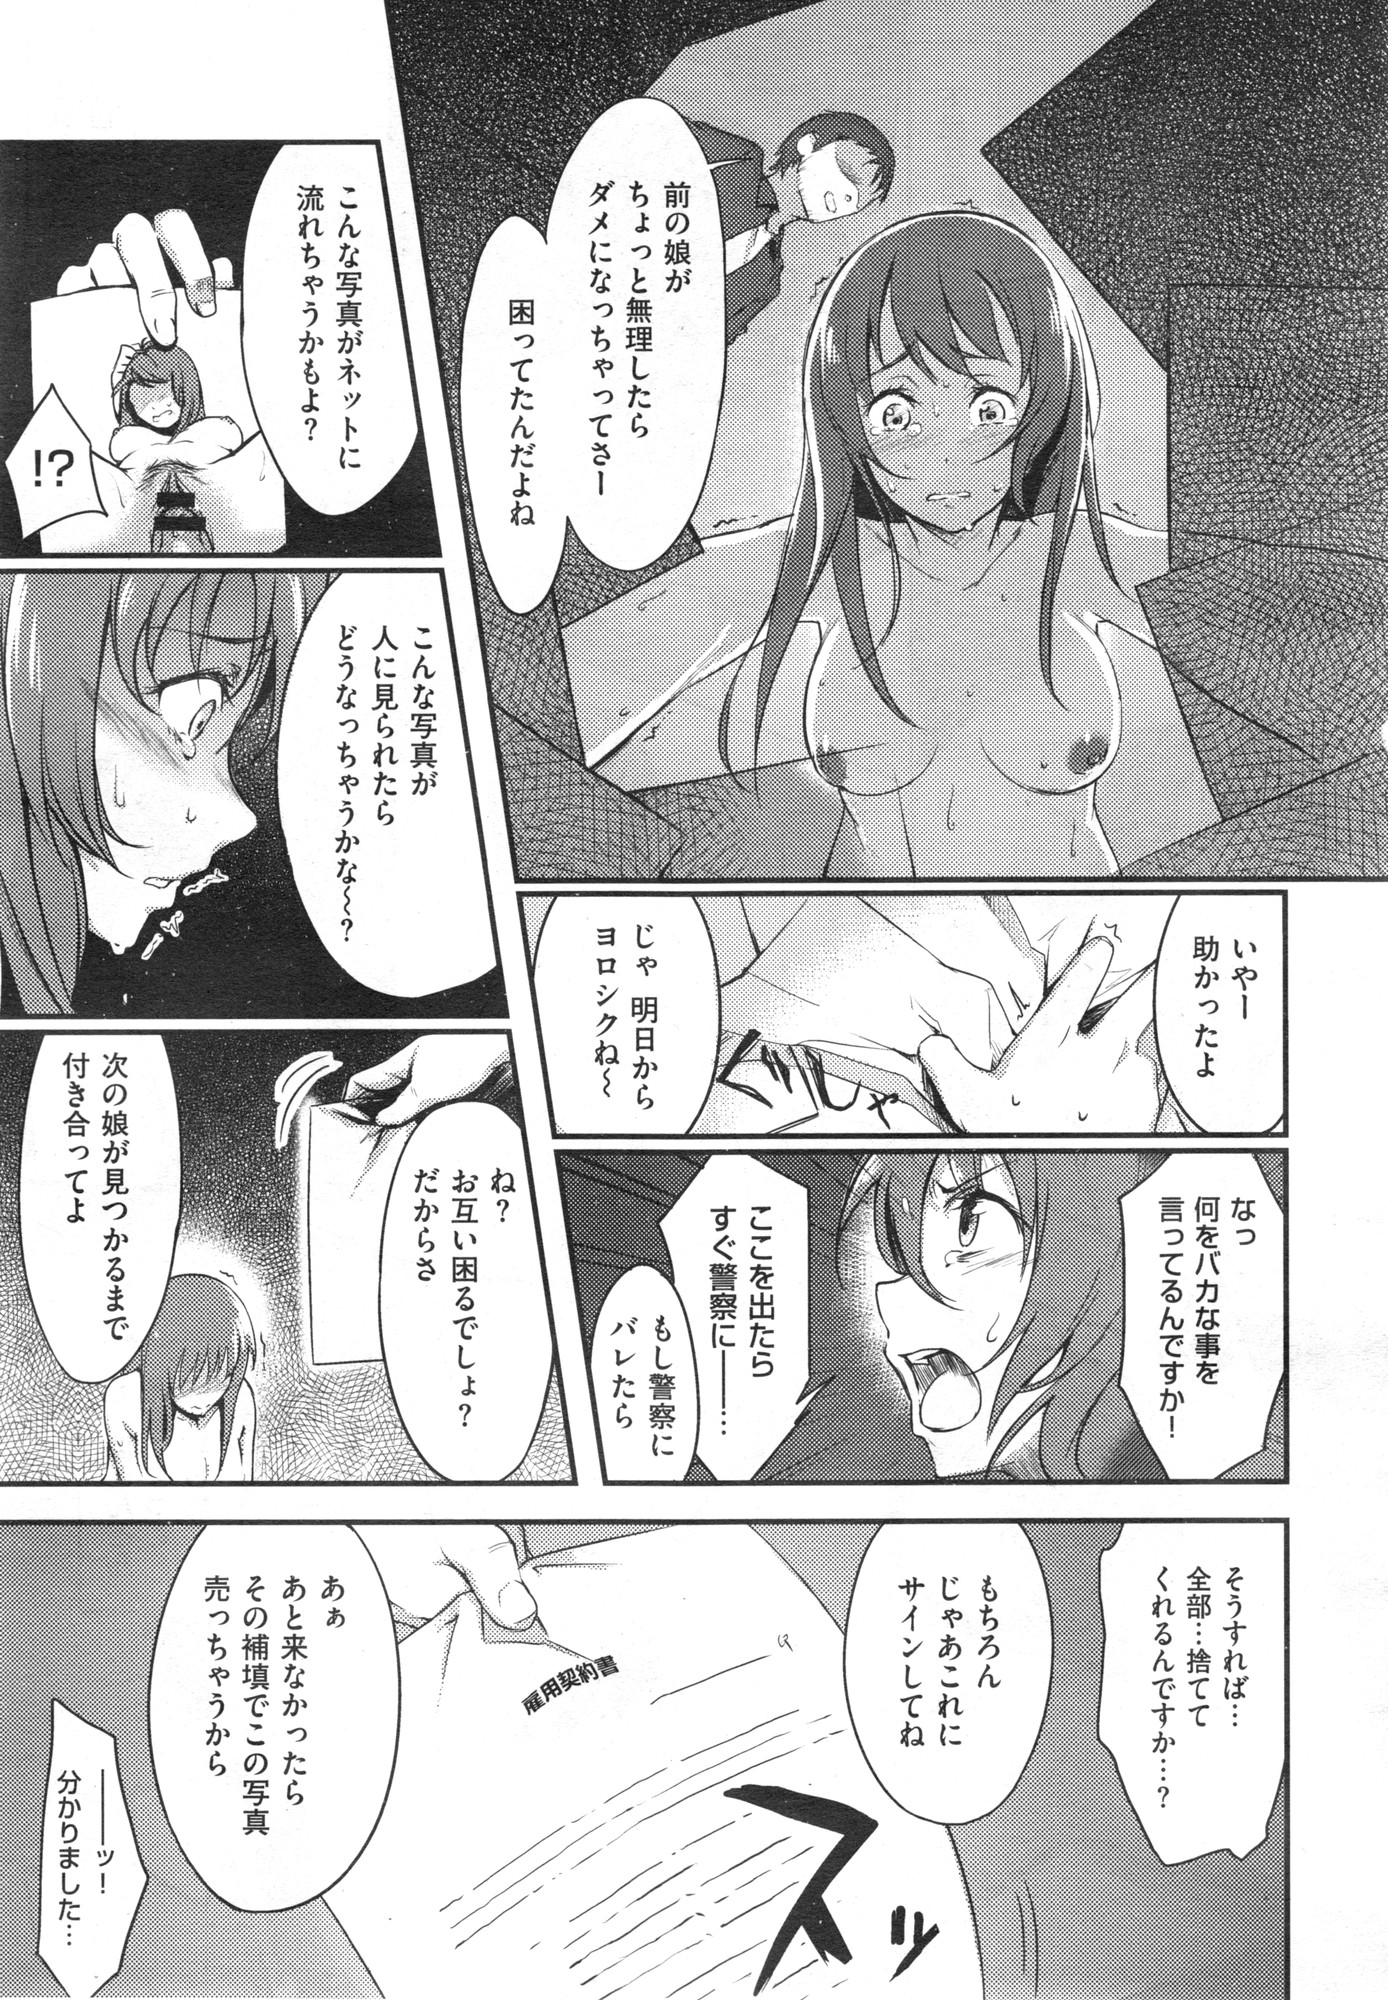 前の娘が
ちょっと無理したら
ダメになっちゃってさー
困ってたんだよね
いやー
助かったよ
じゃ 明日から
ヨロシクね～
ぐしゃ
なっ
何をバカな事を
言ってるんですか！
ここを出たら
すぐ警察に――…
もし警察に
バレたら
こんな写真がネットに
流れちゃうかもよ？
!?
こんな写真が
人に見られたら
どうなっちゃうかな～？
ね？
お互い困るでしょ？
だからさ
次の娘が見つかるまで
付き合ってよ
そうすれば…
全部…捨てて
くれるんですか…？
もちろん
じゃあこれに
サインしてね
雇用契約書
スッ
あぁ
あと来なかったら
その補填でこの写真
売っちゃうから
――ッ！
分かりました…